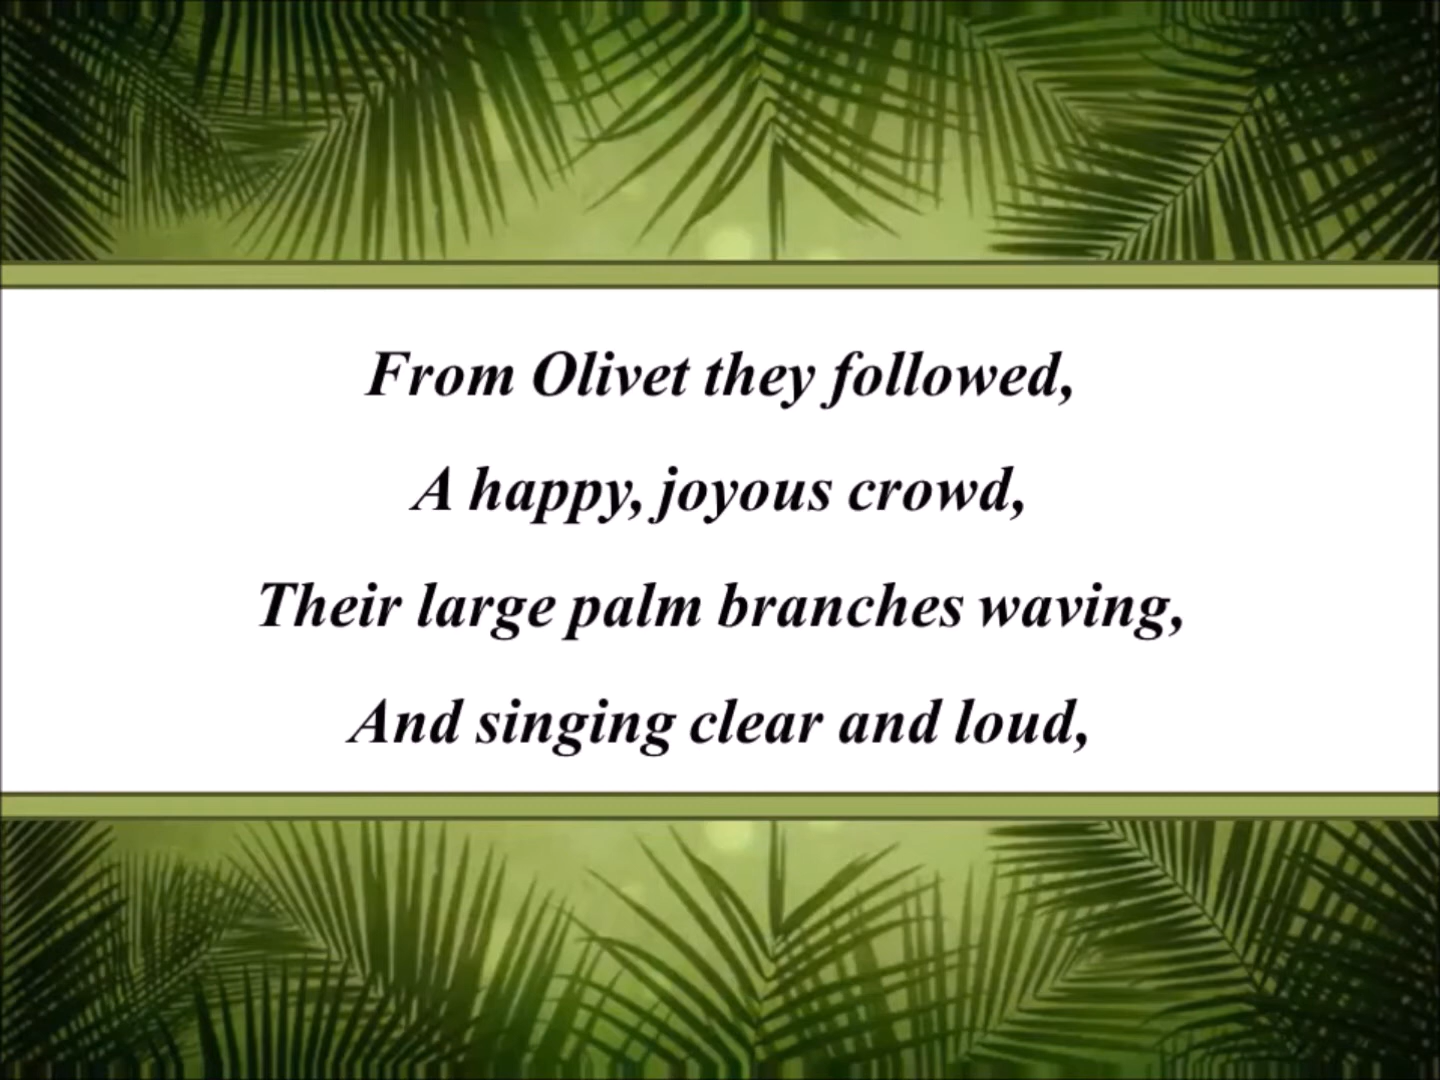 From Olivet they followed,
A happy, joyous crowd,
Their large palm branches waving,
And singing clear and loud,